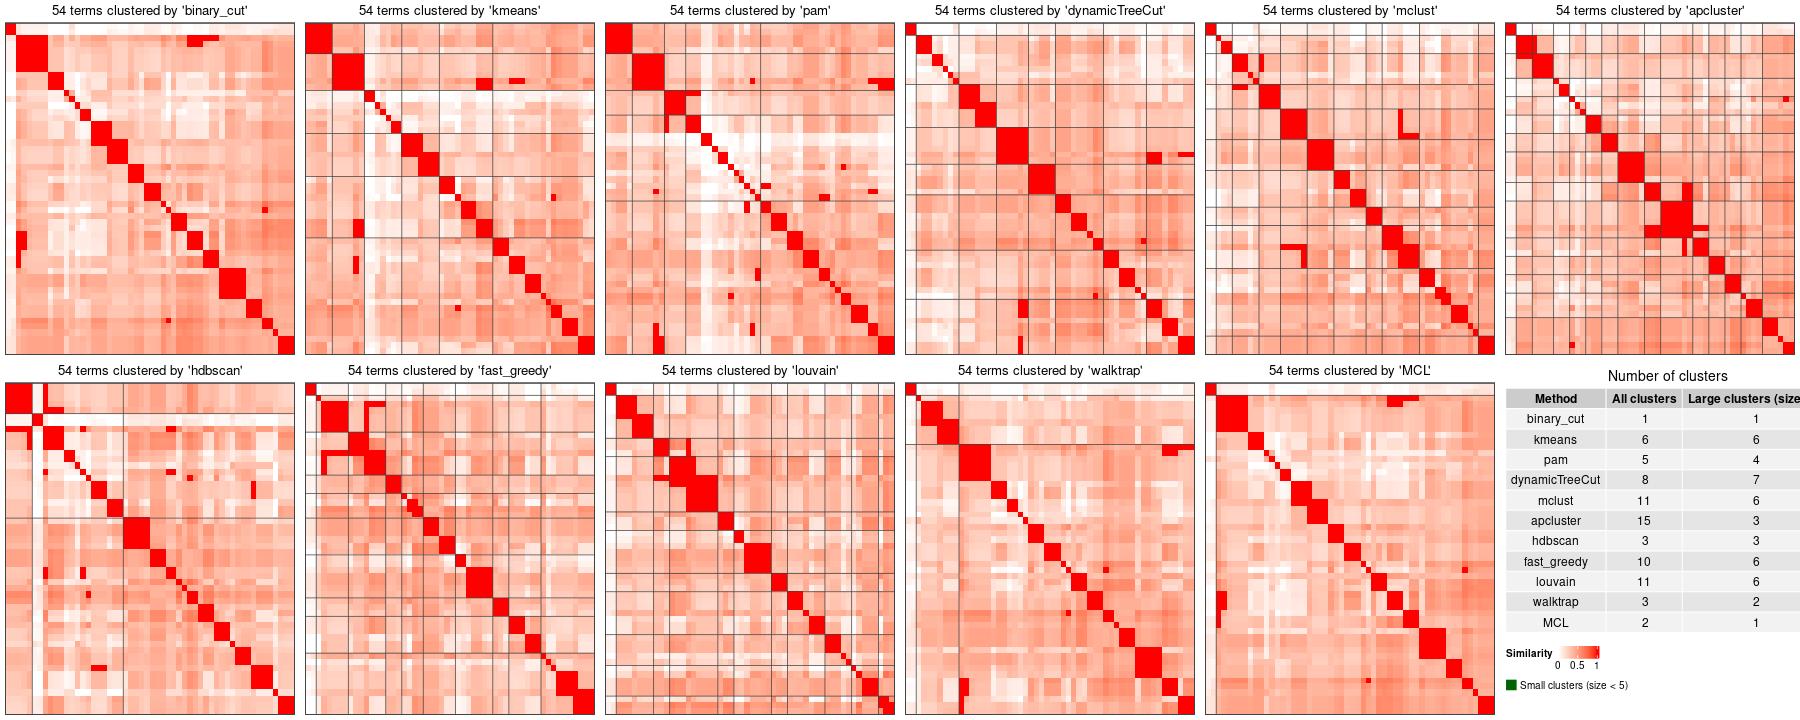 54 terms clustered by 'binary_cut'
54 terms clustered by 'kmeans'
54 terms clustered by 'pam'
54 terms clustered by 'dynamicTreeCut'
54 terms clustered by 'mclust'
54 terms clustered by 'apcluster'
54 terms clustered by 'hdbscan'
54 terms clustered by 'fast_greedy'
54 terms clustered by 'louvain'
54 terms clustered by 'walktrap'
54 terms clustered by 'MCL'
Number of clusters
Method All clusters Large clusters (size
binary_cut 1 1
kmeans 6 6
pam 5 4
dynamicTreeCut 8 7
mclust 11 6
apcluster 15 3
hdbscan 3 3
fast_greedy 10 6
louvain 11 6
walktrap 3 2
MCL 2 1
Similarity
0 0.5 1
Small clusters (size < 5)